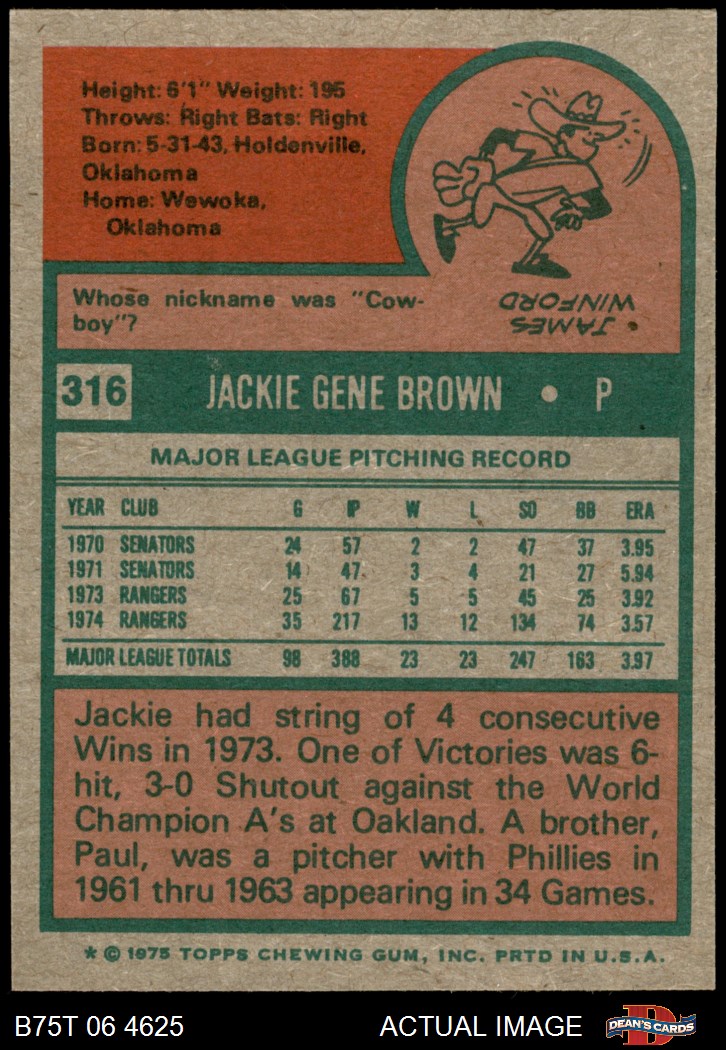 Height: 6'1" Weight: 195
Throws: Right Bats: Right
Born: 5-31-43, Holdenville,
Oklahoma
Home: Wewoka,
Oklahoma
Whose nickname was "Cow-
boy"?
JAMES
WINFORD
316 JACKIE GENE BROWN • P
MAJOR LEAGUE PITCHING RECORD
YEAR CLUB G IP W L SO BB ERA
1970 SENATORS 24 57 2 2 47 37 3.95
1971 SENATORS 14 47 3 4 21 27 5.94
1973 RANGERS 25 67 5 5 45 25 3.92
1974 RANGERS 35 217 13 12 134 74 3.57
MAJOR LEAGUE TOTALS 98 388 23 23 247 163 3.97
Jackie had string of 4 consecutive
Wins in 1973. One of Victories was 6-
hit, 3-0 Shutout against the World
Champion A's at Oakland. A brother,
Paul, was a pitcher with Phillies in
1961 thru 1963 appearing in 34 Games.
* © 1975 TOPPS CHEWING GUM, INC. PRTD IN U.S.A.
B75T 06 4625 ACTUAL IMAGE D DEAN'S CARDS